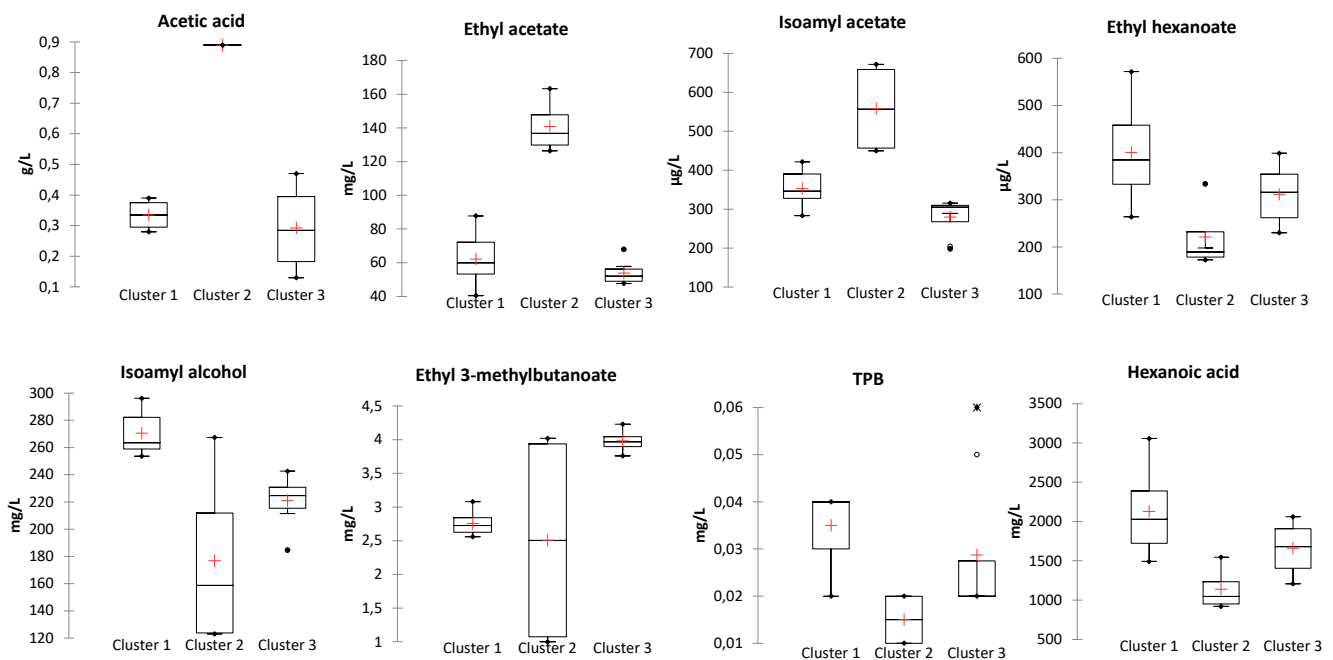 Acetic acid
0,9
0,8
0,7
0,6
0,5
0,4
0,3
0,2
0,1
g/L
Cluster 1 Cluster 2 Cluster 3
Ethyl acetate
180
160
140
120
100
80
60
40
mg/L
Cluster 1 Cluster 2 Cluster 3
Isoamyl acetate
700
600
500
400
300
200
100
µg/L
Cluster 1 Cluster 2 Cluster 3
Ethyl hexanoate
600
500
400
300
200
100
µg/L
Cluster 1 Cluster 2 Cluster 3
Isoamyl alcohol
300
280
260
240
220
200
180
160
140
120
mg/L
Cluster 1 Cluster 2 Cluster 3
Ethyl 3-methylbutanoate
4,5
4
3,5
3
2,5
2
1,5
1
mg/L
Cluster 1 Cluster 2 Cluster 3
TPB
0,06
0,05
0,04
0,03
0,02
0,01
mg/L
Cluster 1 Cluster 2 Cluster 3
Hexanoic acid
3500
3000
2500
2000
1500
1000
500
mg/L
Cluster 1 Cluster 2 Cluster 3